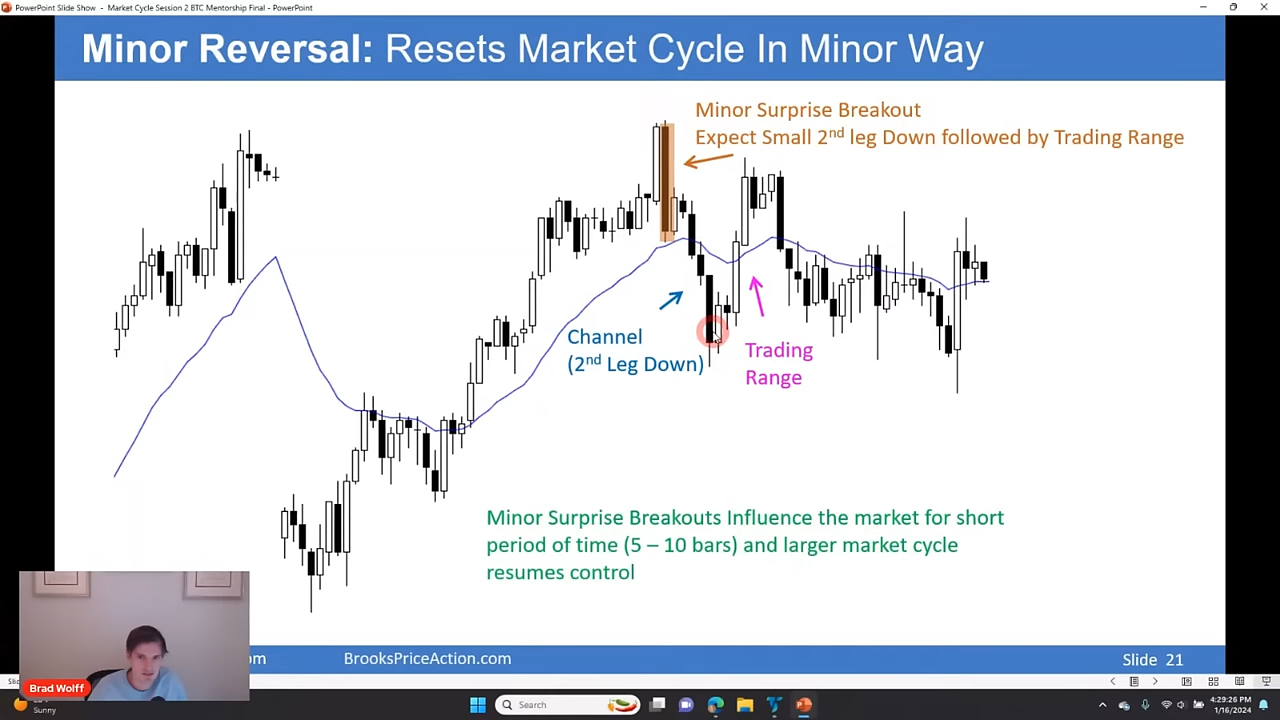 PowerPoint Slide Show - Market Cycle Session 2 BTC Mentorship Final - PowerPoint
Minor Reversal: Resets Market Cycle In Minor Way
Minor Surprise Breakout
Expect Small 2nd leg Down followed by Trading Range
Channel
(2nd Leg Down)
Trading
Range
Minor Surprise Breakouts Influence the market for short
period of time (5 – 10 bars) and larger market cycle
resumes control
om
BrooksPriceAction.com
Slide 21
Brad Wolff
Sunny
Search
4:29:26 PM
1/16/2024